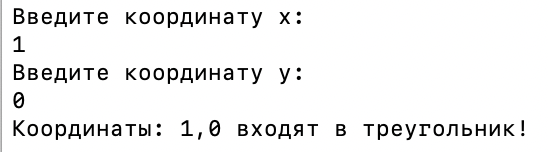 Введите координату x:
1
Введите координату y:
0
Координаты: 1,0 входят в треугольник!